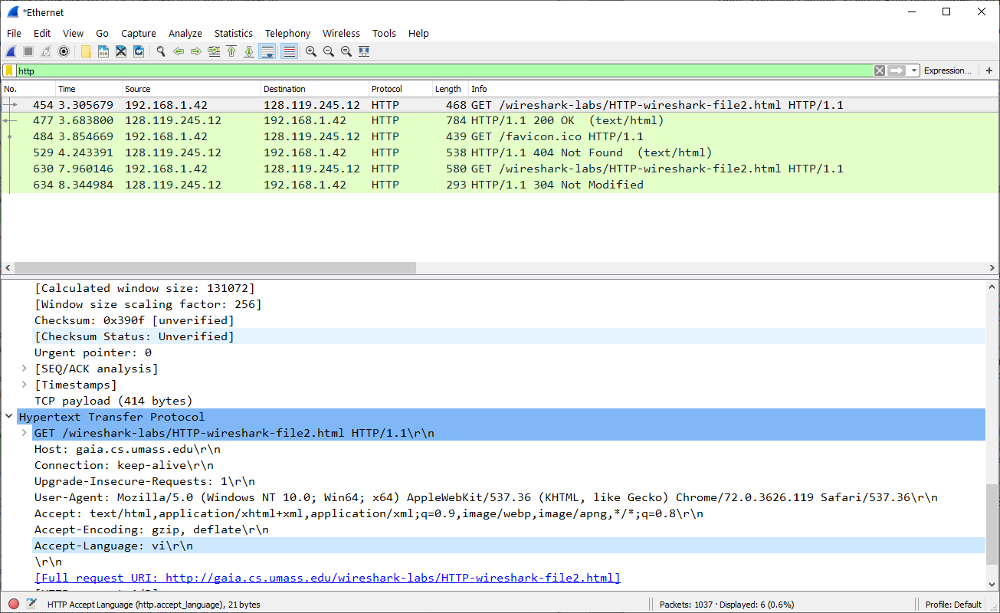 *Ethernet
File Edit View Go Capture Analyze Statistics Telephony Wireless Tools Help
http Expression... +
No. Time Source Destination Protocol Length Info
454 3.305679 192.168.1.42 128.119.245.12 HTTP 468 GET /wireshark-labs/HTTP-wireshark-file2.html HTTP/1.1
477 3.683800 128.119.245.12 192.168.1.42 HTTP 784 HTTP/1.1 200 OK (text/html)
484 3.854669 192.168.1.42 128.119.245.12 HTTP 439 GET /favicon.ico HTTP/1.1
529 4.243391 128.119.245.12 192.168.1.42 HTTP 538 HTTP/1.1 404 Not Found (text/html)
630 7.960146 192.168.1.42 128.119.245.12 HTTP 580 GET /wireshark-labs/HTTP-wireshark-file2.html HTTP/1.1
634 8.344984 128.119.245.12 192.168.1.42 HTTP 293 HTTP/1.1 304 Not Modified
[Calculated window size: 131072]
[Window size scaling factor: 256]
Checksum: 0x390f [unverified]
[Checksum Status: Unverified]
Urgent pointer: 0
[SEQ/ACK analysis]
[Timestamps]
TCP payload (414 bytes)
Hypertext Transfer Protocol
GET /wireshark-labs/HTTP-wireshark-file2.html HTTP/1.1\r\n
Host: gaia.cs.umass.edu\r\n
Connection: keep-alive\r\n
Upgrade-Insecure-Requests: 1\r\n
User-Agent: Mozilla/5.0 (Windows NT 10.0; Win64; x64) AppleWebKit/537.36 (KHTML, like Gecko) Chrome/72.0.3626.119 Safari/537.36\r\n
Accept: text/html,application/xhtml+xml,application/xml;q=0.9,image/webp,image/apng,*/*;q=0.8\r\n
Accept-Encoding: gzip, deflate\r\n
Accept-Language: vi\r\n
\r\n
[Full request URI: http://gaia.cs.umass.edu/wireshark-labs/HTTP-wireshark-file2.html]
HTTP Accept Language (http.accept_language), 21 bytes Packets: 1037 · Displayed: 6 (0.6%) Profile: Default